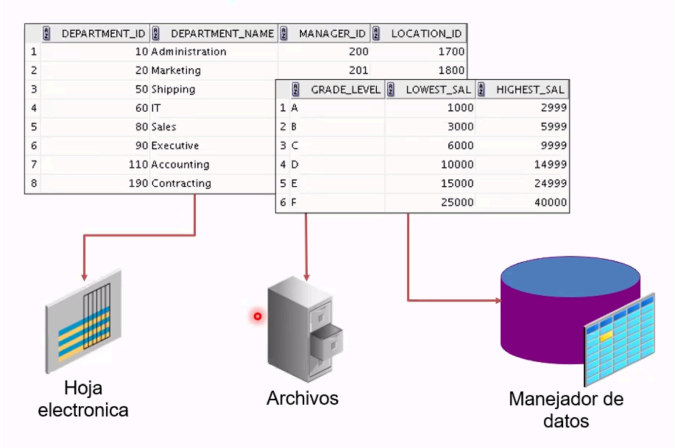 DEPARTMENT_ID DEPARTMENT_NAME MANAGER_ID LOCATION_ID
1 10 Administration 200 1700
2 20 Marketing 201 1800
3 50 Shipping
4 60 IT
5 80 Sales
6 90 Executive
7 110 Accounting
8 190 Contracting
GRADE_LEVEL LOWEST_SAL HIGHEST_SAL
1 A 1000 2999
2 B 3000 5999
3 C 6000 9999
4 D 10000 14999
5 E 15000 24999
6 F 25000 40000
Hoja
electronica
Archivos
Manejador de
datos